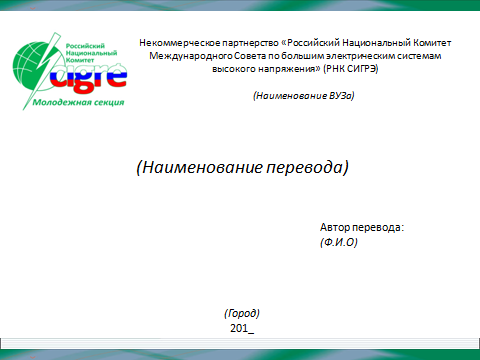 Российский
Национальный
Комитет
cigre
Молодежная секция
Некоммерческое партнерство «Российский Национальный Комитет
Международного Совета по большим электрическим системам
высокого напряжения» (РНК СИГРЭ)
(Наименование ВУЗа)
(Наименование перевода)
Автор перевода:
(Ф.И.О)
(Город)
201_